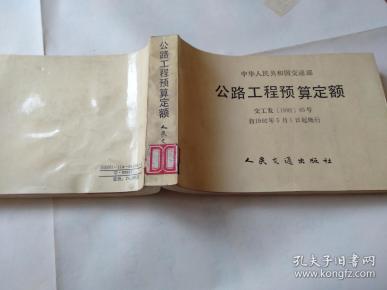 中华人民共和国交通部
公路工程预算定额
交工发〔1992〕65号
自1992年5月1日起施行
人民交通出版社
公路工程预算定额
人民
00
孔夫子旧书网